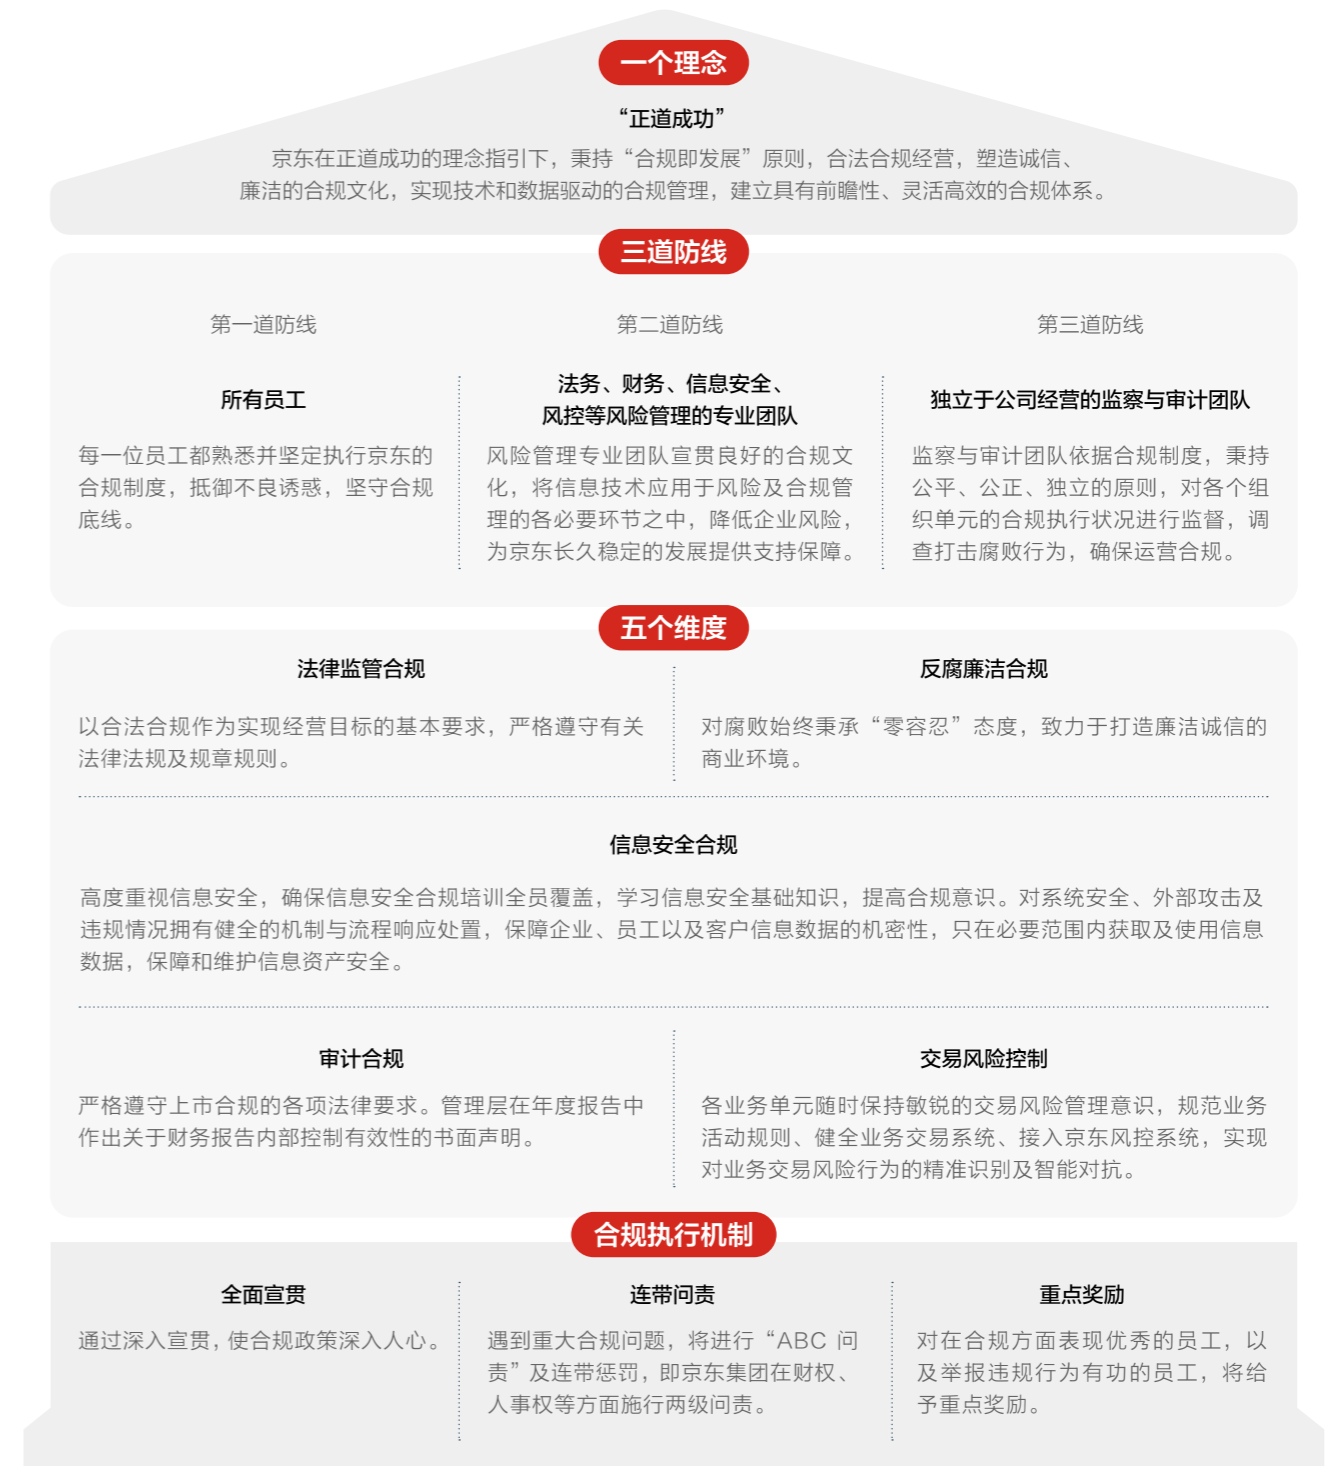 一个理念
“正道成功”
京东在正道成功的理念指引下，秉持“合规即发展”原则，合法合规经营，塑造诚信、
廉洁的合规文化，实现技术和数据驱动的合规管理，建立具有前瞻性、灵活高效的合规体系。
三道防线
第一道防线
所有员工
每一位员工都熟悉并坚定执行京东的
合规制度，抵御不良诱惑，坚守合规
底线。
第二道防线
法务、财务、信息安全、
风控等风险管理的专业团队
风险管理专业团队宣贯良好的合规文
化，将信息技术应用于风险及合规管
理的各必要环节之中，降低企业风险，
为京东长久稳定的发展提供支持保障。
第三道防线
独立于公司经营的监察与审计团队
监察与审计团队依据合规制度，秉持
公平、公正、独立的原则，对各个组
织单元的合规执行状况进行监督，调
查打击腐败行为，确保运营合规。
五个维度
法律监管合规
以合法合规作为实现经营目标的基本要求，严格遵守有关
法律法规及规章规则。
反腐廉洁合规
对腐败始终秉承“零容忍”态度，致力于打造廉洁诚信的
商业环境。
信息安全合规
高度重视信息安全，确保信息安全合规培训全员覆盖，学习信息安全基础知识，提高合规意识。对系统安全、外部攻击及
违规情况拥有健全的机制与流程响应处置，保障企业、员工以及客户信息数据的机密性，只在必要范围内获取及使用信息
数据，保障和维护信息资产安全。
审计合规
严格遵守上市合规的各项法律要求。管理层在年度报告中
作出关于财务报告内部控制有效性的书面声明。
交易风险控制
各业务单元随时保持敏锐的交易风险管理意识，规范业务
活动规则、健全业务交易系统、接入京东风控系统，实现
对业务交易风险行为的精准识别及智能对抗。
合规执行机制
全面宣贯
通过深入宣贯，使合规政策深入人心。
连带问责
遇到重大合规问题，将进行“ABC 问
责”及连带惩罚，即京东集团在财权、
人事权等方面施行两级问责。
重点奖励
对在合规方面表现优秀的员工，以
及举报违规行为有功的员工，将给
予重点奖励。